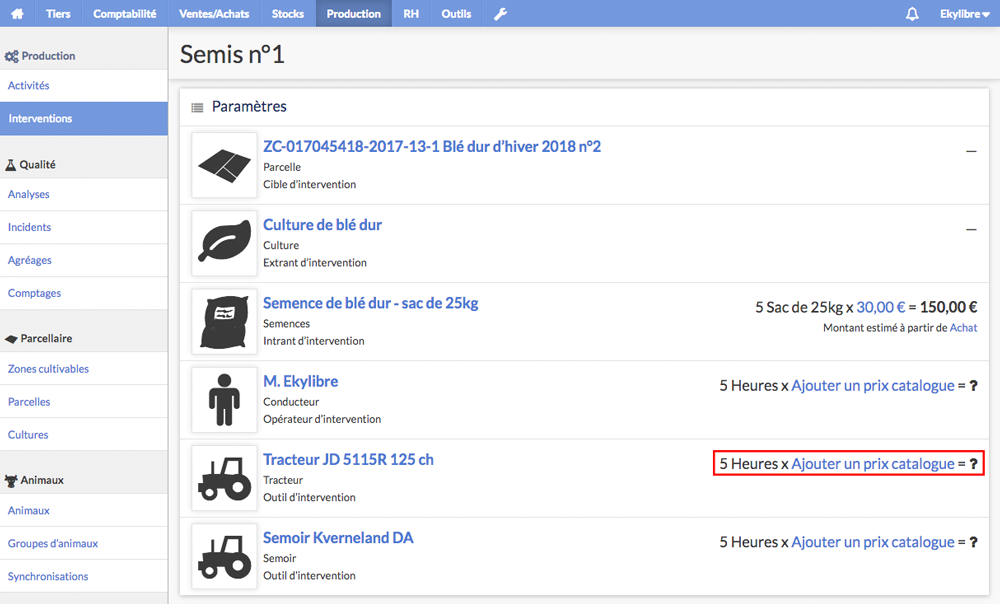 Tiers Comptabilité Ventes/Achats Stocks Production RH Outils Ekylibre
Production
Activités
Interventions
Qualité
Analyses
Incidents
Agréages
Comptages
Parcellaire
Zones cultivables
Parcelles
Cultures
Animaux
Animaux
Groupes d'animaux
Synchronisations
Semis n°1
Paramètres
ZC-017045418-2017-13-1 Blé dur d'hiver 2018 n°2
Parcelle
Cible d'intervention
—
Culture de blé dur
Culture
Extrant d'intervention
—
Semence de blé dur - sac de 25kg
Semences
Intrant d'intervention
5 Sac de 25kg x 30,00 € = 150,00 €
Montant estimé à partir de Achat
M. Ekylibre
Conducteur
Opérateur d'intervention
5 Heures x Ajouter un prix catalogue = ?
Tracteur JD 5115R 125 ch
Tracteur
Outil d'intervention
5 Heures x Ajouter un prix catalogue = ?
Semoir Kverneland DA
Semoir
Outil d'intervention
5 Heures x Ajouter un prix catalogue = ?